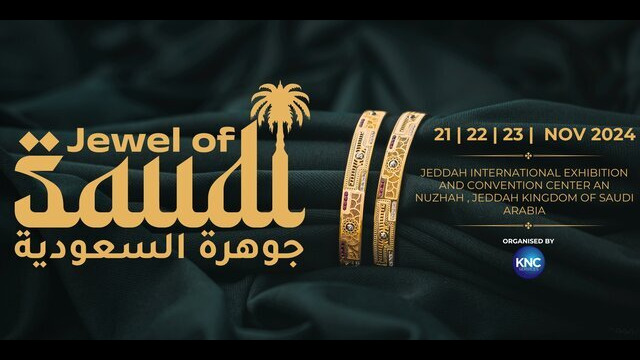 Jewel of
Saudi
جوهرة السعودية
21 | 22 | 23 | NOV 2024
JEDDAH INTERNATIONAL EXHIBITION
AND CONVENTION CENTER AN
NUZHAH , JEDDAH KINGDOM OF SAUDI
ARABIA
ORGANISED BY
KNC
SERVICES